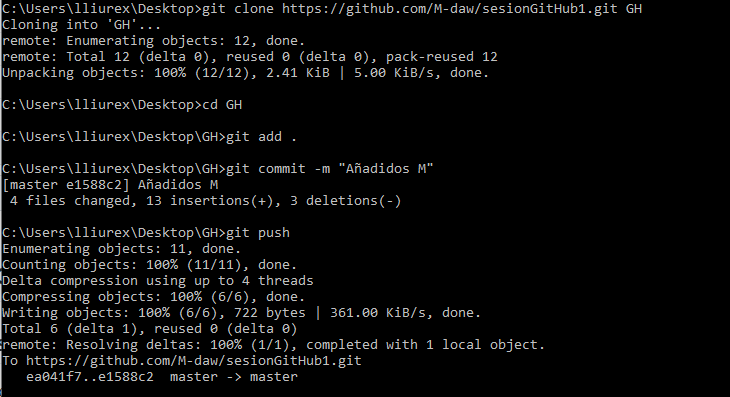 C:\Users\lliurex\Desktop>git clone https://github.com/M-daw/sesionGitHub1.git GH
Cloning into 'GH'...
remote: Enumerating objects: 12, done.
remote: Total 12 (delta 0), reused 0 (delta 0), pack-reused 12
Unpacking objects: 100% (12/12), 2.41 KiB | 5.00 KiB/s, done.
C:\Users\lliurex\Desktop>cd GH
C:\Users\lliurex\Desktop\GH>git add .
C:\Users\lliurex\Desktop\GH>git commit -m "Añadidos M"
[master e1588c2] Añadidos M
 4 files changed, 13 insertions(+), 3 deletions(-)
C:\Users\lliurex\Desktop\GH>git push
Enumerating objects: 11, done.
Counting objects: 100% (11/11), done.
Delta compression using up to 4 threads
Compressing objects: 100% (6/6), done.
Writing objects: 100% (6/6), 722 bytes | 361.00 KiB/s, done.
Total 6 (delta 1), reused 0 (delta 0)
remote: Resolving deltas: 100% (1/1), completed with 1 local object.
To https://github.com/M-daw/sesionGitHub1.git
   ea041f7..e1588c2  master -> master